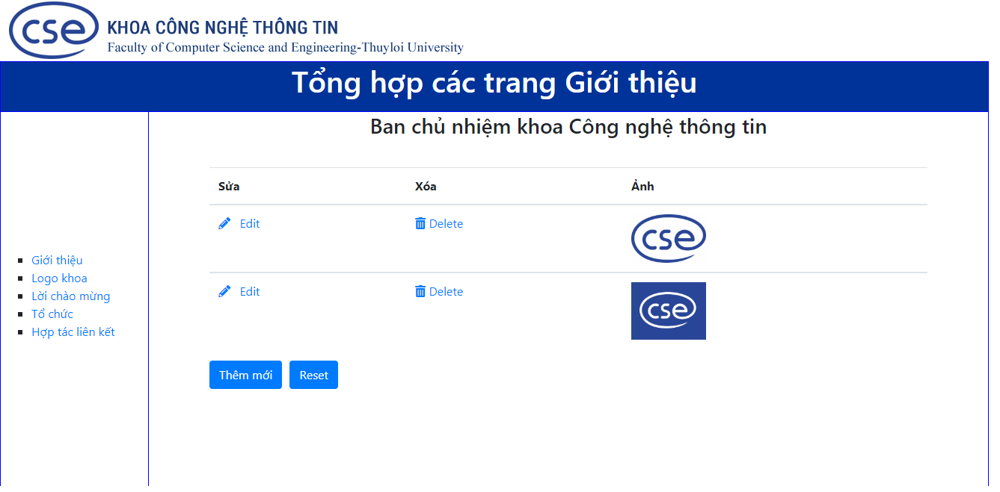 cse
KHOA CÔNG NGHỆ THÔNG TIN
Faculty of Computer Science and Engineering-Thuyloi University
Tổng hợp các trang Giới thiệu
Giới thiệu
Logo khoa
Lời chào mừng
Tổ chức
Hợp tác liên kết
Ban chủ nhiệm khoa Công nghệ thông tin
Sửa Xóa Ảnh
Edit Delete cse
Edit Delete cse
Thêm mới Reset